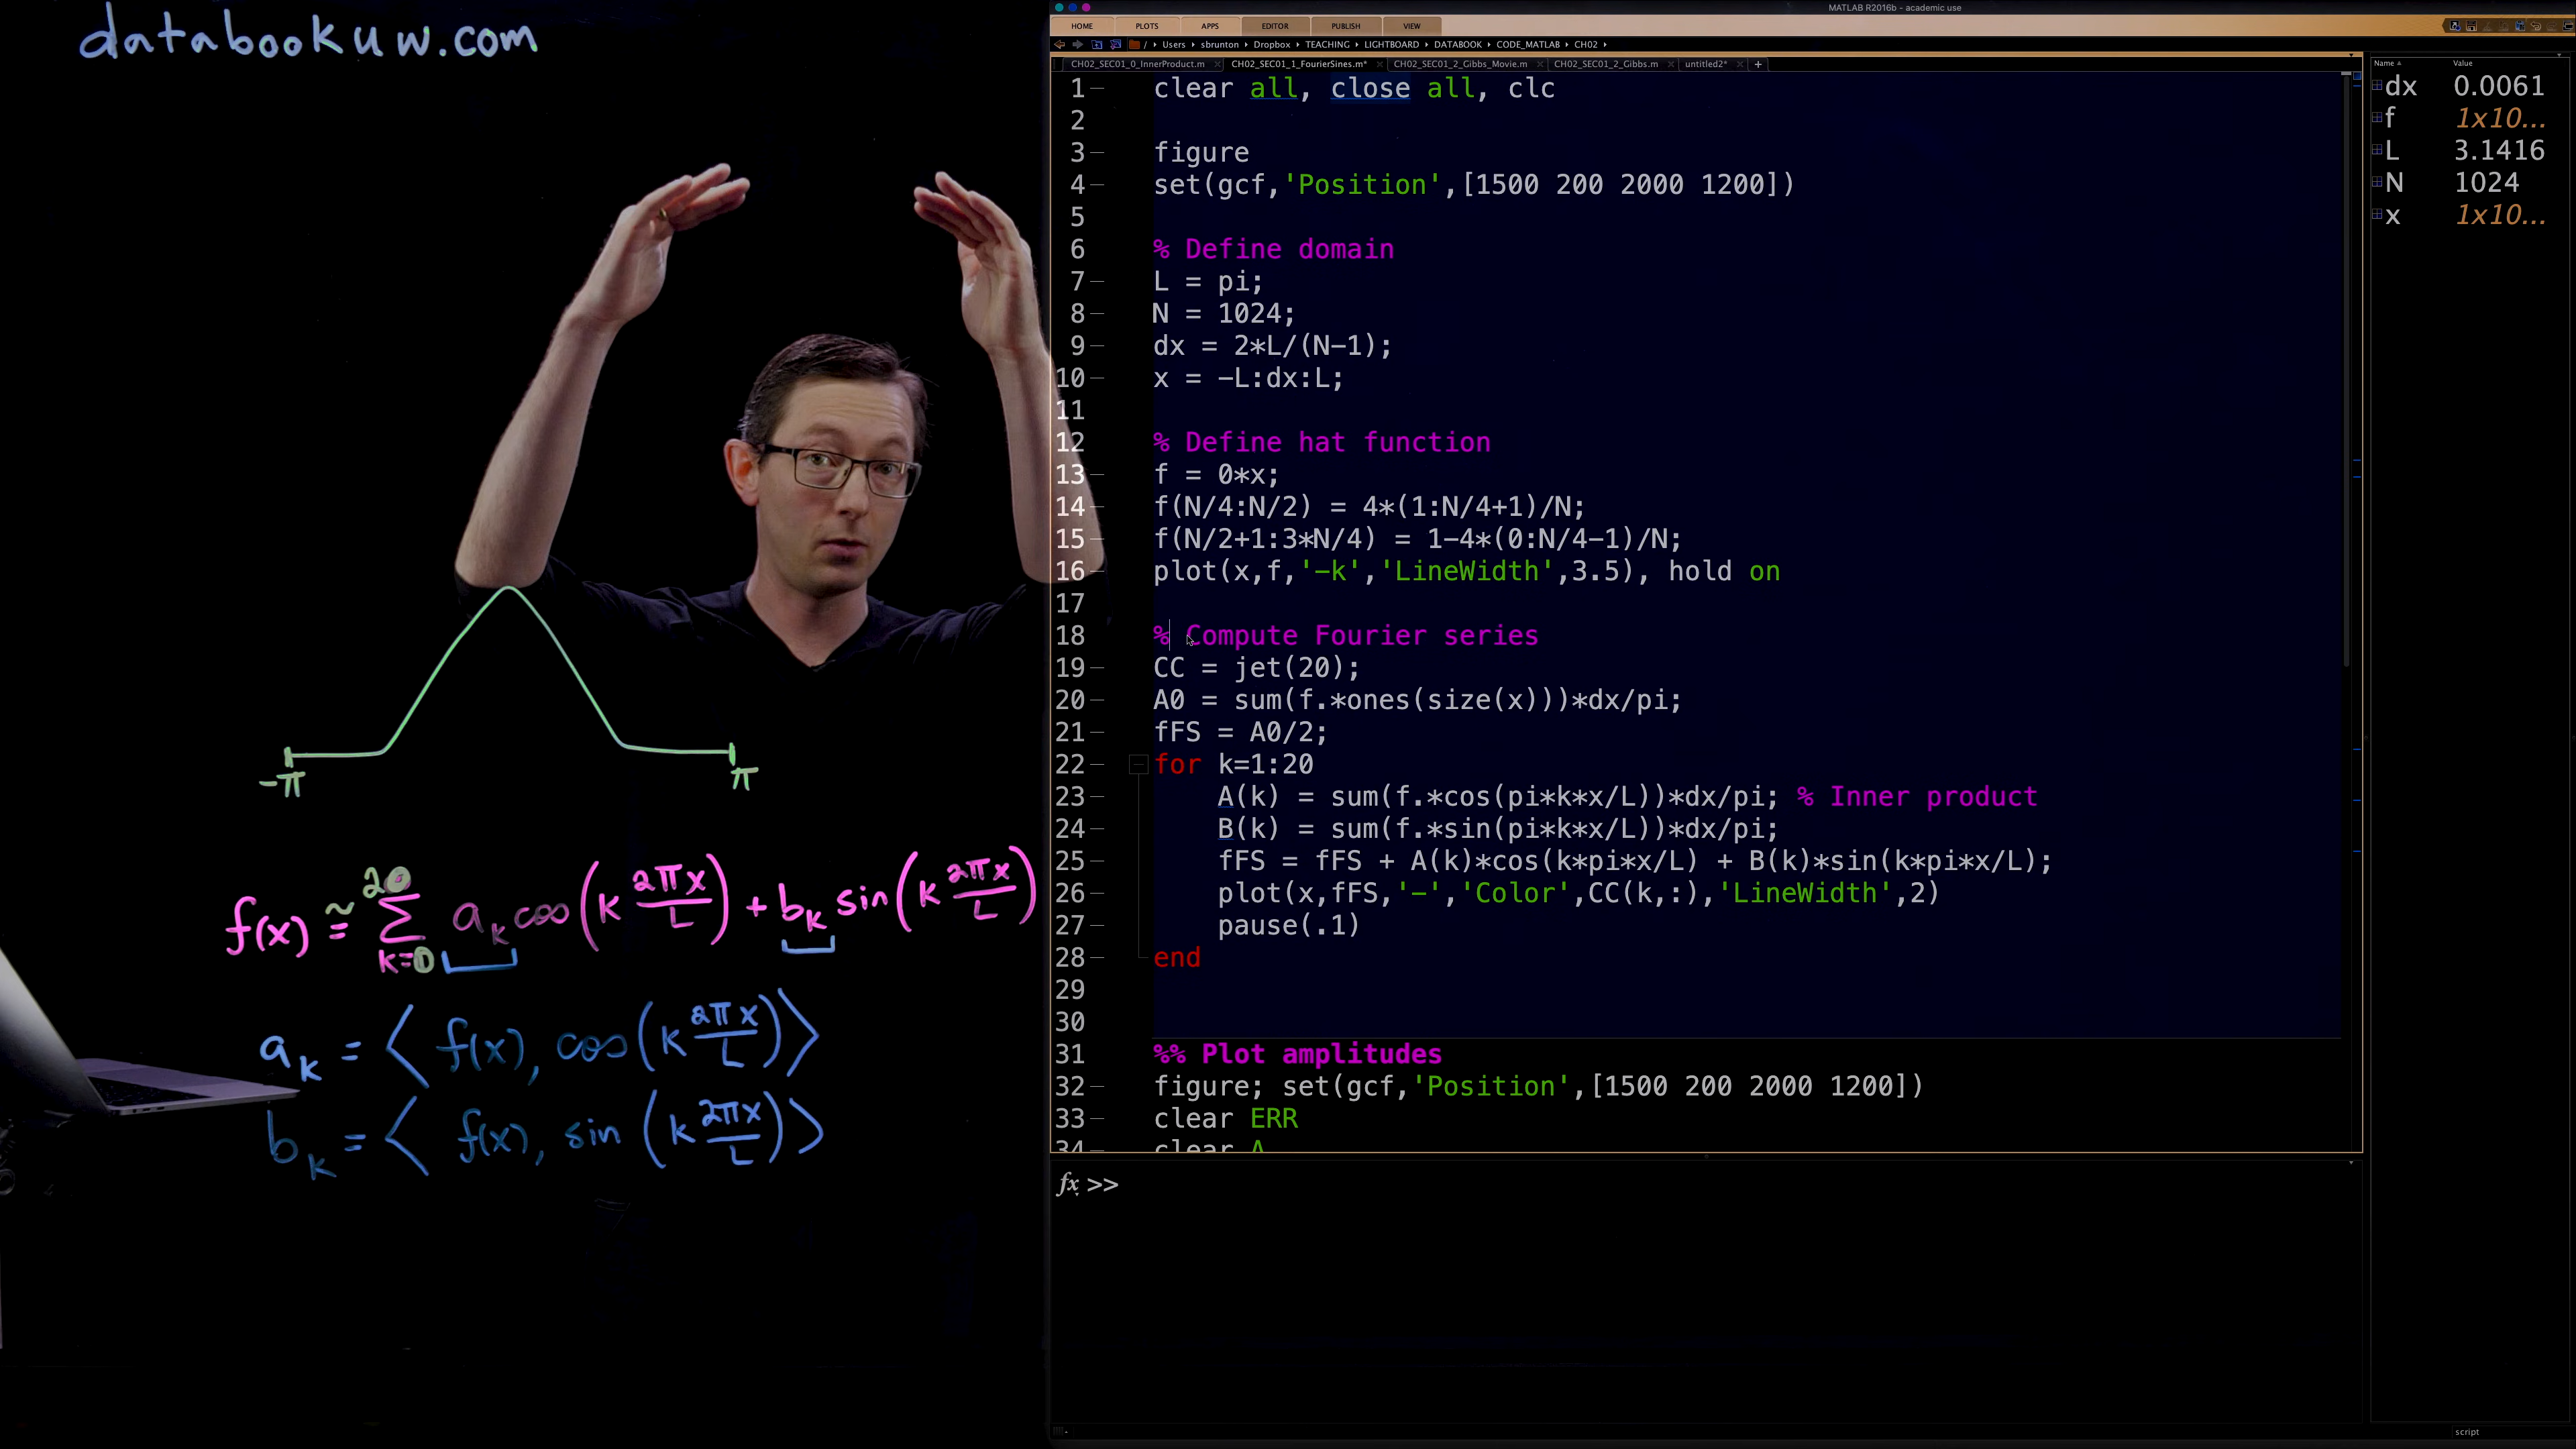 databookuw.com
-π
π
f(x) ≅ 20 Σ k=0 a_k cos(k 2πx/L) + b_k sin(k 2πx/L)
a_k = ⟨ f(x), cos(k 2πx/L) ⟩
b_k = ⟨ f(x), sin(k 2πx/L) ⟩
MATLAB R2016b - academic use
HOME PLOTS APPS EDITOR PUBLISH VIEW
/ Users sbrunton Dropbox TEACHING LIGHTBOARD DATABOOK CODE_MATLAB CH02
CH02_SEC01_0_InnerProduct.m CH02_SEC01_1_FourierSines.m* CH02_SEC01_2_Gibbs_Movie.m CH02_SEC01_2_Gibbs.m untitled2* +
1 clear all, close all, clc
2
3 figure
4 set(gcf,'Position',[1500 200 2000 1200])
5
6 % Define domain
7 L = pi;
8 N = 1024;
9 dx = 2*L/(N-1);
10 x = -L:dx:L;
11
12 % Define hat function
13 f = 0*x;
14 f(N/4:N/2) = 4*(1:N/4+1)/N;
15 f(N/2+1:3*N/4) = 1-4*(0:N/4-1)/N;
16 plot(x,f,'-k','LineWidth',3.5), hold on
17
18 % Compute Fourier series
19 CC = jet(20);
20 A0 = sum(f.*ones(size(x)))*dx/pi;
21 fFS = A0/2;
22 for k=1:20
23 A(k) = sum(f.*cos(pi*k*x/L))*dx/pi; % Inner product
24 B(k) = sum(f.*sin(pi*k*x/L))*dx/pi;
25 fFS = fFS + A(k)*cos(k*pi*x/L) + B(k)*sin(k*pi*x/L);
26 plot(x,fFS,'-','Color',CC(k,:),'LineWidth',2)
27 pause(.1)
28 end
29
30
31 %% Plot amplitudes
32 figure; set(gcf,'Position',[1500 200 2000 1200])
33 clear ERR
34 clear A
fx >>
Name Value
dx 0.0061
f 1x10...
L 3.1416
N 1024
x 1x10...
script